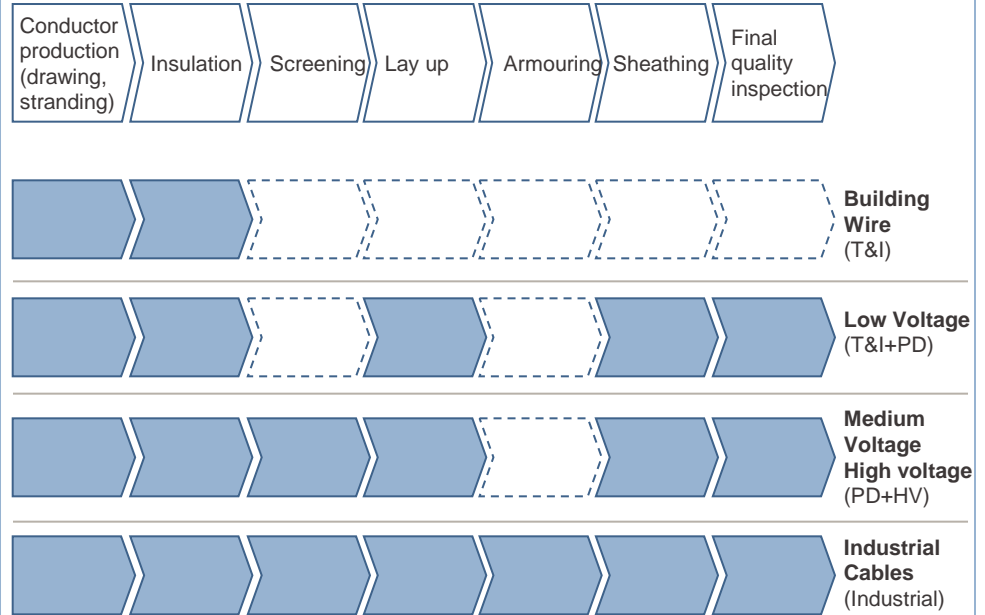 Conductor
production
(drawing,
stranding)
Insulation
Screening
Lay up
Armouring
Sheathing
Final
quality
inspection
Building
Wire
(T&I)
Low Voltage
(T&I+PD)
Medium
Voltage
High voltage
(PD+HV)
Industrial
Cables
(Industrial)